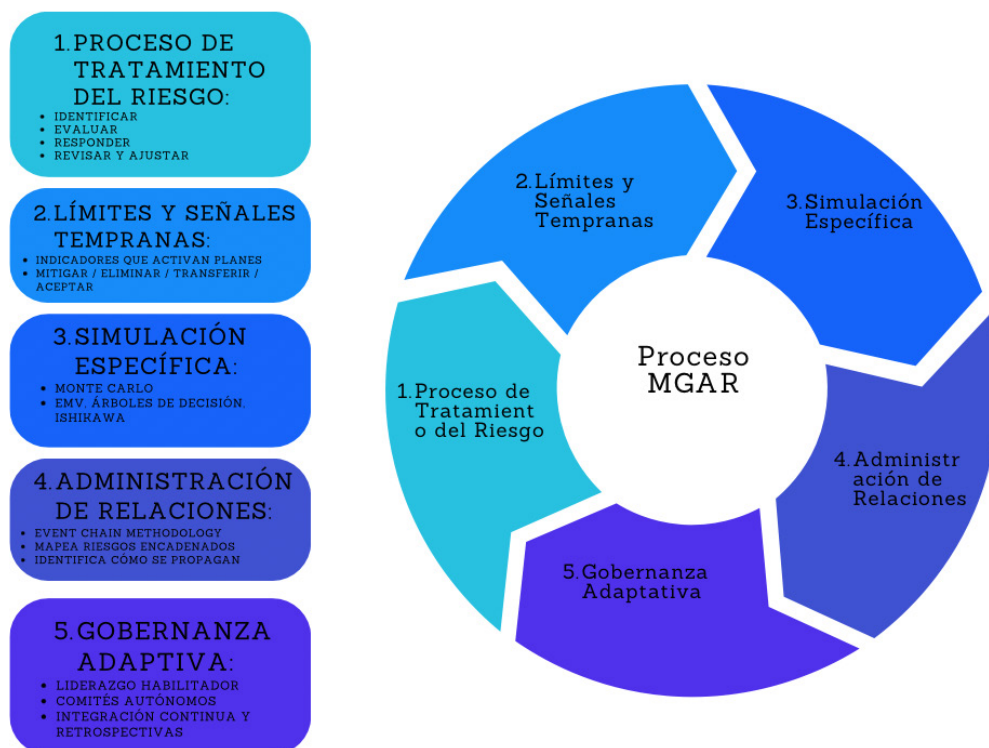 1. PROCESO DE
TRATAMIENTO
DEL RIESGO:
• IDENTIFICAR
• EVALUAR
• RESPONDER
• REVISAR Y AJUSTAR
2. LÍMITES Y SEÑALES
TEMPRANAS:
• INDICADORES QUE ACTIVAN PLANES
• MITIGAR / ELIMINAR / TRANSFERIR /
ACEPTAR
3. SIMULACIÓN
ESPECÍFICA:
• MONTE CARLO
• EMV, ÁRBOLES DE DECISIÓN,
ISHIKAWA
4. ADMINISTRACIÓN
DE RELACIONES:
• EVENT CHAIN METHODOLOGY
• MAPEA RIESGOS ENCADENADOS
• IDENTIFICA CÓMO SE PROPAGAN
5. GOBERNANZA
ADAPTIVA:
• LIDERAZGO HABILITADOR
• COMITÉS AUTÓNOMOS
• INTEGRACIÓN CONTINUA Y
RETROSPECTIVAS
1. Proceso de
Tratamient
o del Riesgo
2. Límites y
Señales
Tempranas
3. Simulación
Específica
4. Administr
ación de
Relaciones
5. Gobernanza
Adaptativa
Proceso
MGAR